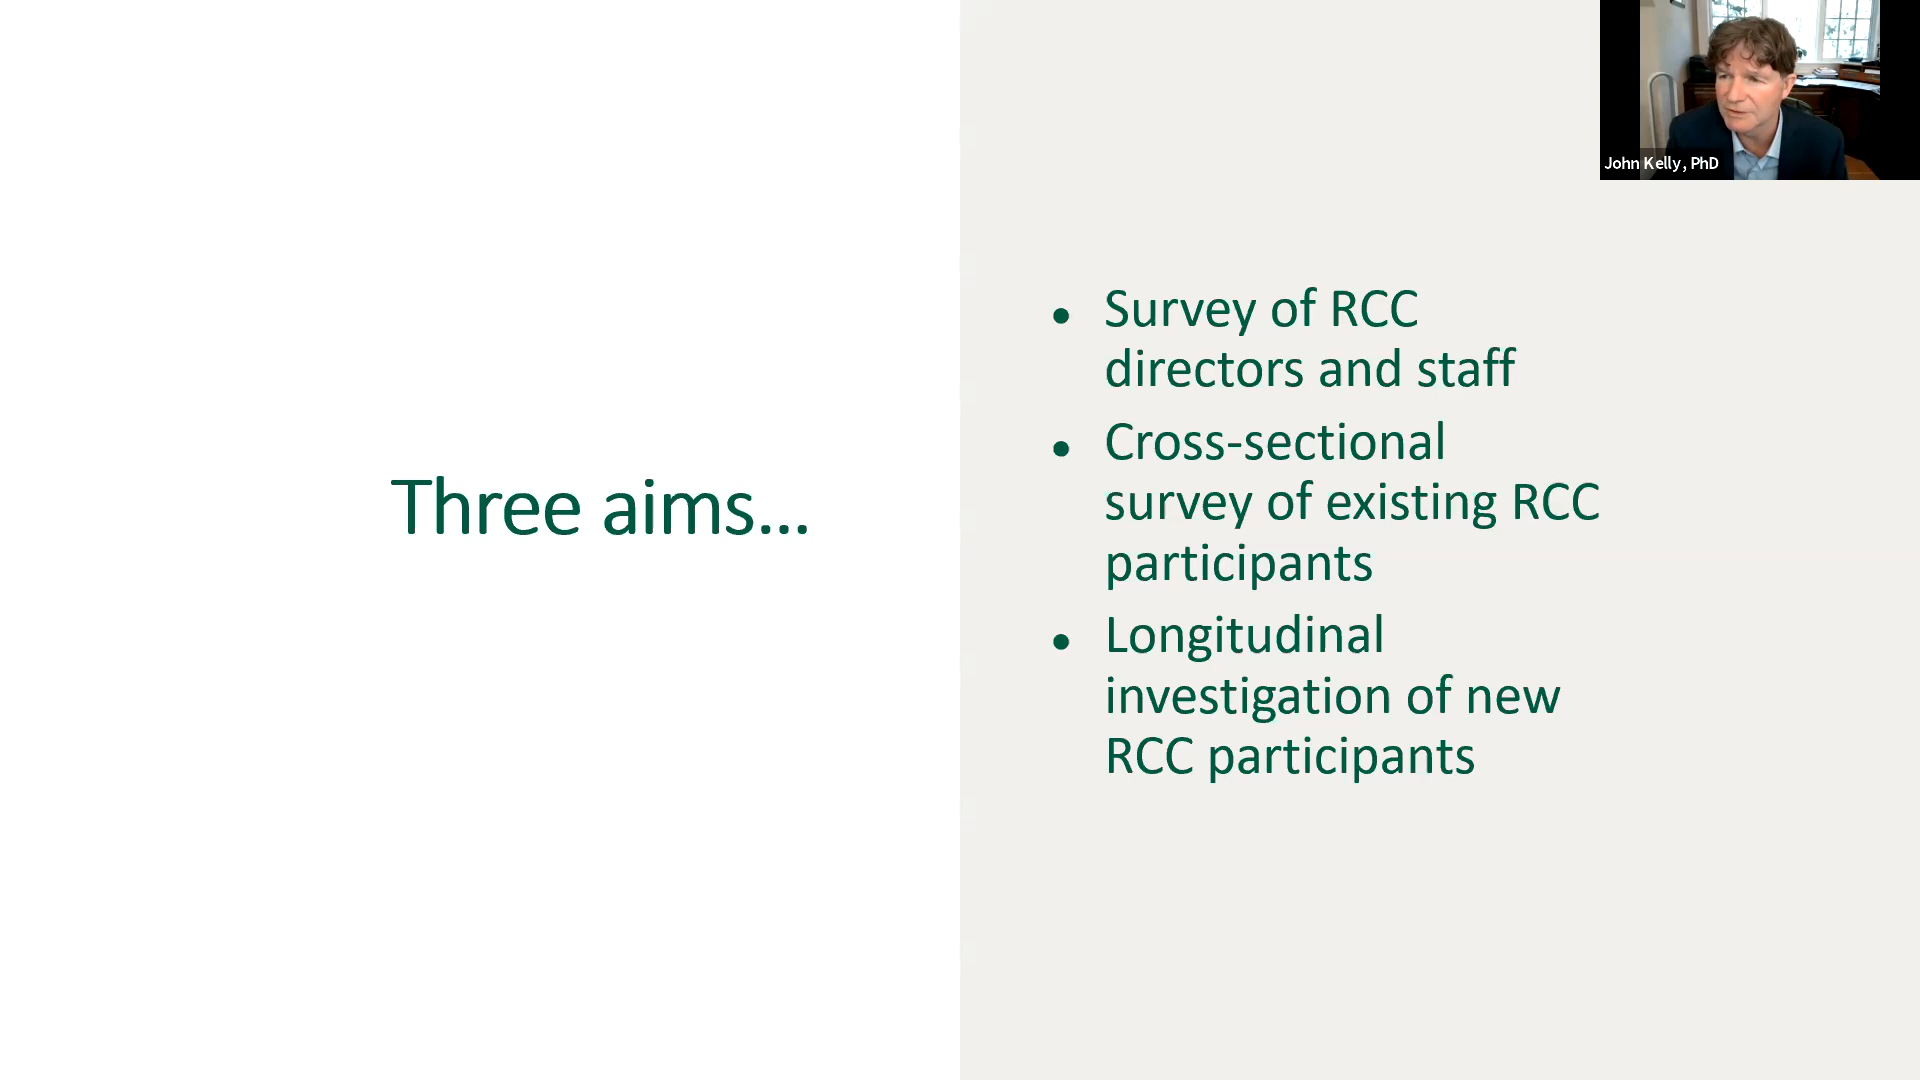 Three aims...
• Survey of RCC
directors and staff
• Cross-sectional
survey of existing RCC
participants
• Longitudinal
investigation of new
RCC participants
John Kelly, PhD